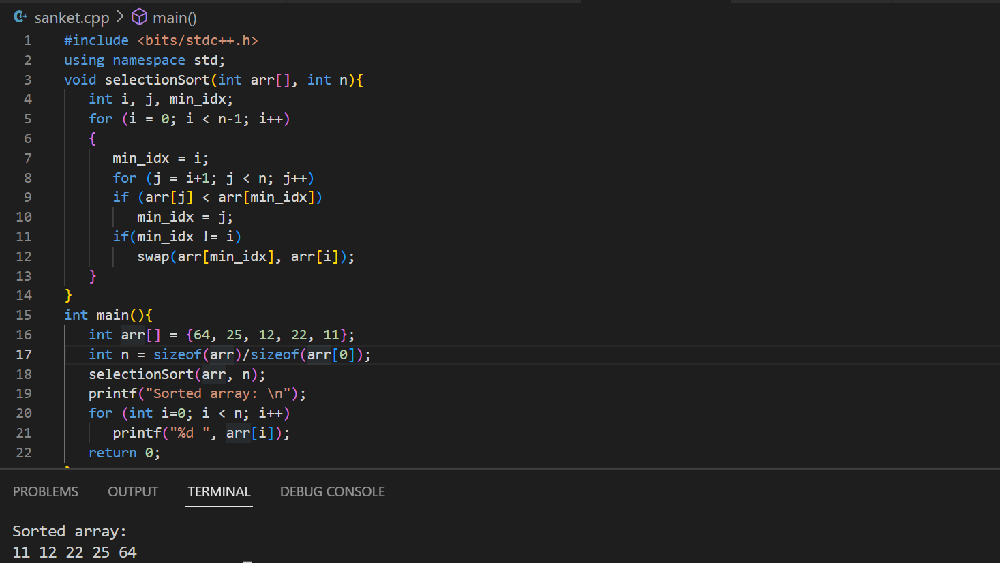 sanket.cpp > main()
1 #include <bits/stdc++.h>
2 using namespace std;
3 void selectionSort(int arr[], int n){
4 int i, j, min_idx;
5 for (i = 0; i < n-1; i++)
6 {
7 min_idx = i;
8 for (j = i+1; j < n; j++)
9 if (arr[j] < arr[min_idx])
10 min_idx = j;
11 if(min_idx != i)
12 swap(arr[min_idx], arr[i]);
13 }
14 }
15 int main(){
16 int arr[] = {64, 25, 12, 22, 11};
17 int n = sizeof(arr)/sizeof(arr[0]);
18 selectionSort(arr, n);
19 printf("Sorted array: \n");
20 for (int i=0; i < n; i++)
21 printf("%d ", arr[i]);
22 return 0;
PROBLEMS OUTPUT TERMINAL DEBUG CONSOLE
Sorted array:
11 12 22 25 64